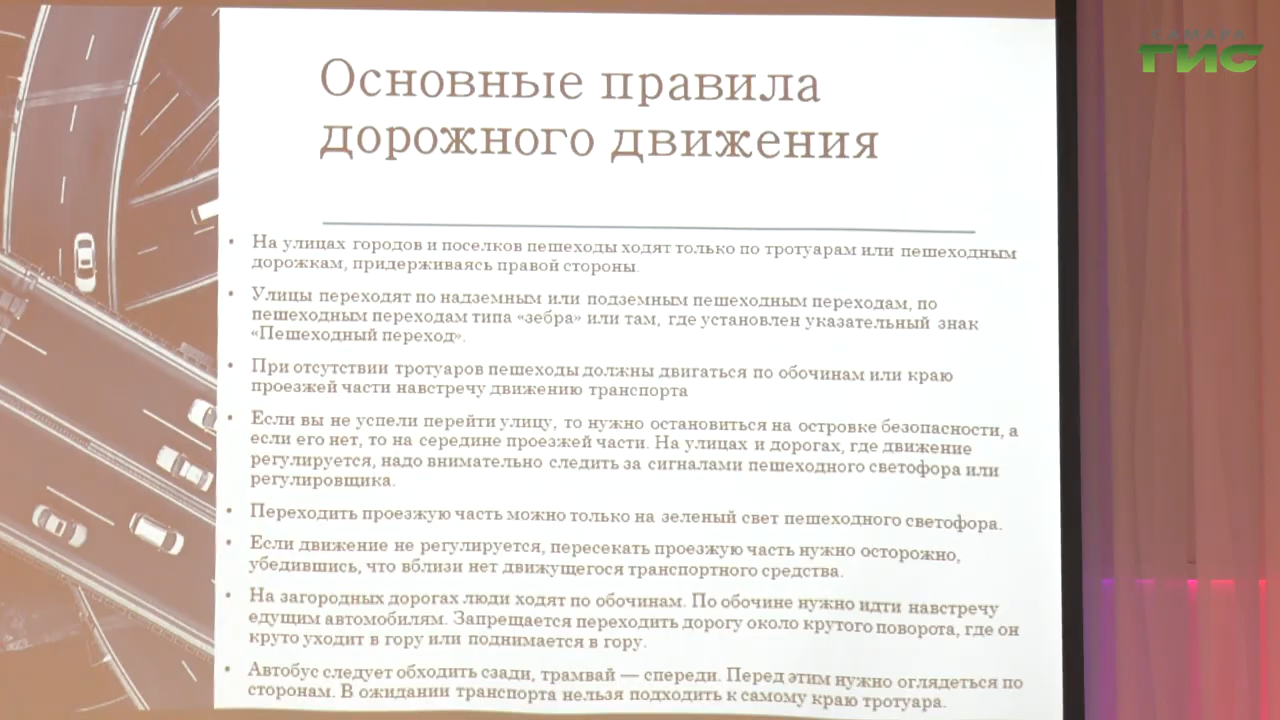 САМАРА
ГИС
Основные правила
дорожного движения
• На улицах городов и поселков пешеходы ходят только по тротуарам или пешеходным
дорожкам, придерживаясь правой стороны.
• Улицы переходят по надземным или подземным пешеходным переходам, по
пешеходным переходам типа «зебра» или там, где установлен указательный знак
«Пешеходный переход».
• При отсутствии тротуаров пешеходы должны двигаться по обочинам или краю
проезжей части навстречу движению транспорта
• Если вы не успели перейти улицу, то нужно остановиться на островке безопасности, а
если его нет, то на середине проезжей части. На улицах и дорогах, где движение
регулируется, надо внимательно следить за сигналами пешеходного светофора или
регулировщика.
• Переходить проезжую часть можно только на зеленый свет пешеходного светофора.
• Если движение не регулируется, пересекать проезжую часть нужно осторожно,
убедившись, что вблизи нет движущегося транспортного средства.
• На загородных дорогах люди ходят по обочинам. По обочине нужно идти навстречу
едущим автомобилям. Запрещается переходить дорогу около крутого поворота, где он
круто уходит в гору или поднимается в гору.
• Автобус следует обходить сзади, трамвай — спереди. Перед этим нужно оглядеться по
сторонам. В ожидании транспорта нельзя подходить к самому краю тротуара.